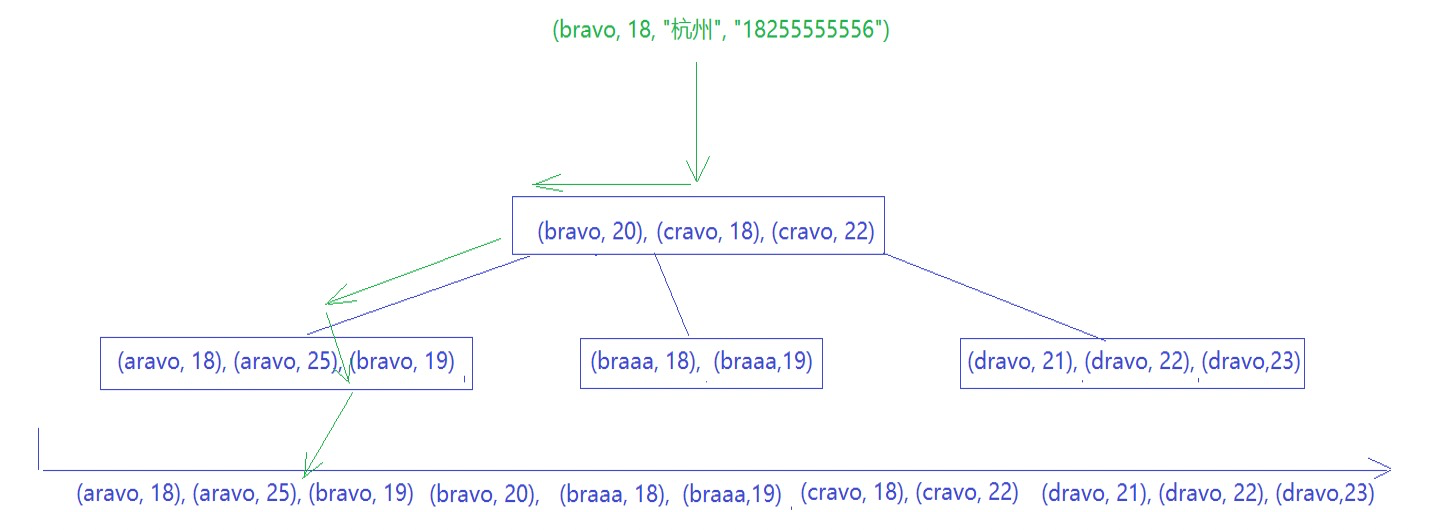 (bravo, 18, "杭州", "18255555556")
(bravo, 20), (cravo, 18), (cravo, 22)
(aravo, 18), (aravo, 25), (bravo, 19) (braaa, 18), (braaa,19) (dravo, 21), (dravo, 22), (dravo,23)
(aravo, 18), (aravo, 25), (bravo, 19) (bravo, 20), (braaa, 18), (braaa,19) , (cravo, 18), (cravo, 22) (dravo, 21), (dravo, 22), (dravo,23)